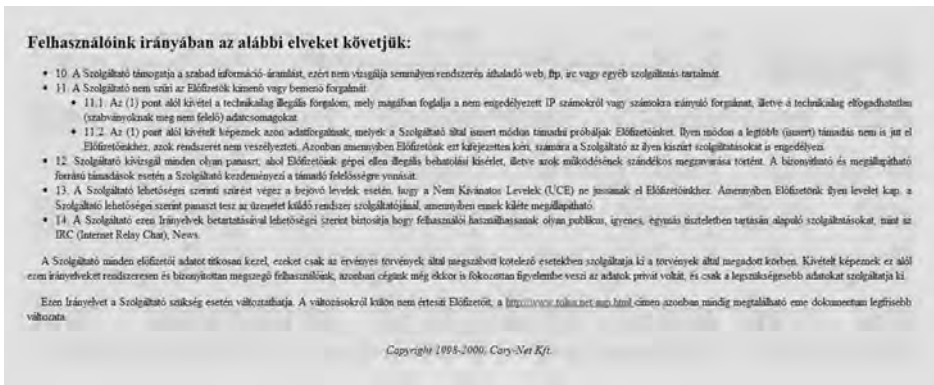 Felhasználóink irányában az alábbi elveket követjük:
• 10. A Szolgáltató támogatja a szabad információ-áramlást, ezért nem vizsgálja semmilyen rendszerén áthaladó web, ftp, irc vagy egyéb szolgáltatás tartalmát.
• 11. A Szolgáltató nem szűri az Előfizetők kimenő vagy bemenő forgalmát.
• 11.1. Az (1) pont alól kivétel a technikailag illegális forgalom, mely magában foglalja a nem engedélyezett IP számokról vagy számokra irányuló forgalmat, illetve a technikailag elfogadhatatlan
(szabványoknak meg nem felelő) adatcsomagokat.
• 11.2. Az (1) pont alól kivételt képeznek azon adatforgalmak, melyek a Szolgáltató által ismert módon támadni próbálják Előfizetőinket. Ilyen módon a legtöbb (ismert) támadás nem is jut el
Előfizetőinkhez, azok rendszerét nem veszélyezteti. Azonban amennyiben Előfizetőnk ezt kifejezetten kéri, számára a Szolgáltató az ilyen kiszűrt szolgáltatásokat is engedélyezi.
• 12. Szolgáltató kivizsgál minden olyan panaszt, ahol Előfizetőink gépei ellen illegális behatolási kísérlet, illetve azok működésének szándékos megzavarása történt. A bizonyítható és megállapítható
forrású támadások esetén a Szolgáltató kezdeményezi a támadó felelősségre vonását.
• 13. A Szolgáltató lehetőségei szerinti szűrést végez a bejövő levelek esetén, hogy a Nem Kívánatos Levelek (UCE) ne jussanak el Előfizetőinkhez. Amennyiben Előfizetőnk ilyen levelet kap, a
Szolgáltató lehetőségei szerint panaszt tesz az üzenetet küldő rendszer szolgáltatójánál, amennyiben ennek kiléte megállapítható.
• 14. A Szolgáltató ezen Irányelvek betartatásával lehetőségei szerint biztosítja hogy felhasználói használhassanak olyan publikus, ingyenes, egymás tiszteletben tartásán alapuló szolgáltatásokat, mint az
IRC (Internet Relay Chat), News.
A Szolgáltató minden előfizetői adatot titkosan kezel, ezeket csak az érvényes törvények által megszabott kötelező esetekben szolgáltatja ki a törvények által megadott körben. Kivételt képeznek ez alól
ezen irányelveket rendszeresen és bizonyítottan megszegő felhasználóink, azonban cégünk még ekkor is fokozottan figyelembe veszi az adatok privát voltát, és csak a legszükségesebb adatokat szolgáltatja ki.
Ezen Irányelvet a Szolgáltató szükség esetén változtathatja. A változásokról külön nem értesíti Előfizetőit, a címen azonban mindig megtalálható eme dokumentum legfrisebb
változata.
Copyright 1998-2000, Cory-Net Kft.